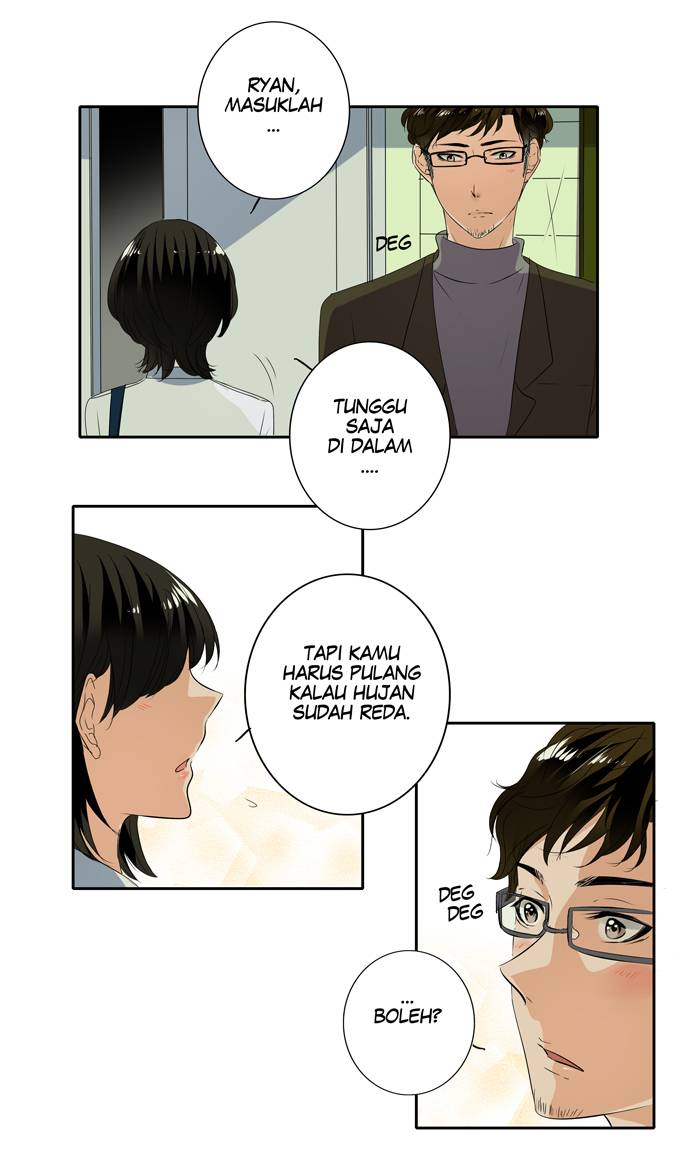 RYAN,
MASUKLAH
...
DEG
TUNGGU
SAJA
DI DALAM
....
TAPI KAMU
HARUS PULANG
KALAU HUJAN
SUDAH REDA.
DEG
DEG
...
BOLEH?